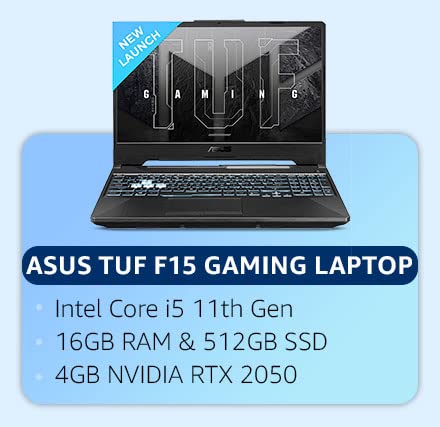 NEW
LAUNCH
TUF
GAMING
ASUS
ASUS TUF F15 GAMING LAPTOP
Intel Core i5 11th Gen
16GB RAM & 512GB SSD
4GB NVIDIA RTX 2050